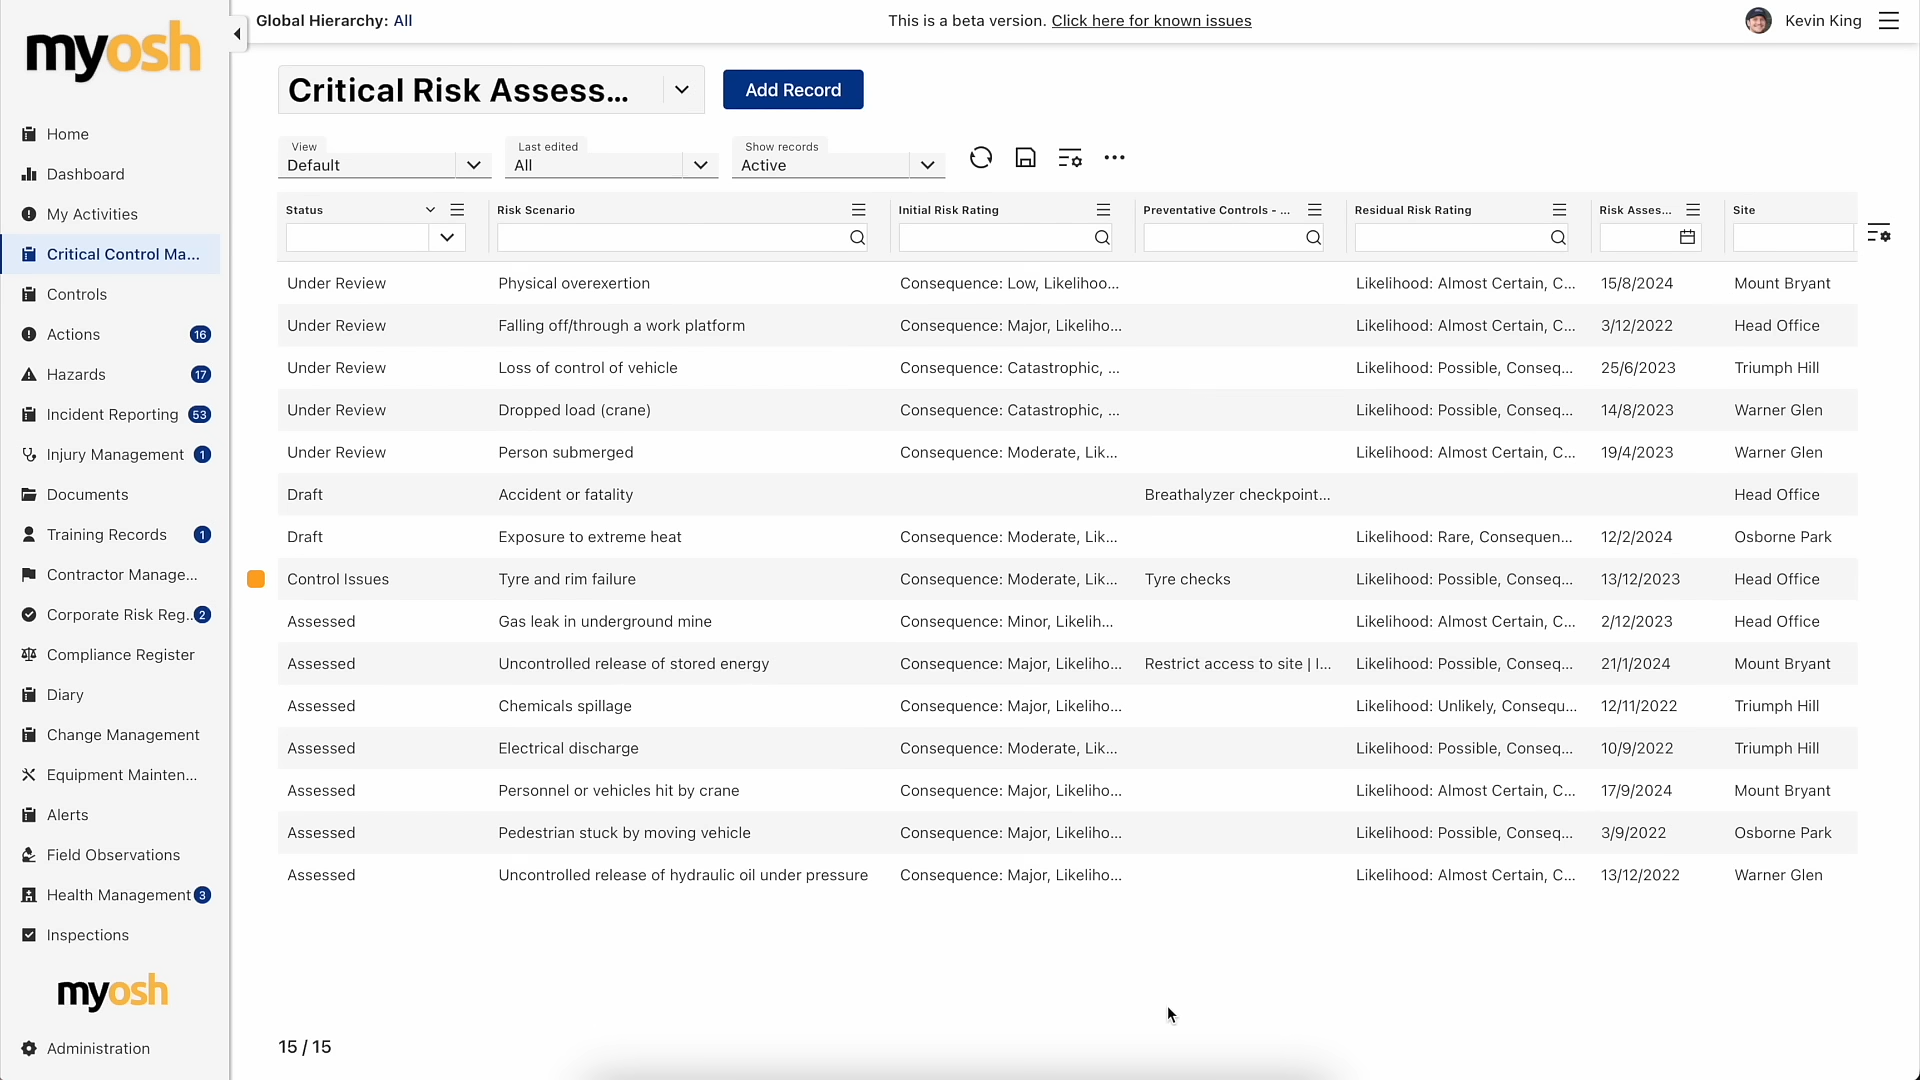 myosh
Global Hierarchy: All
This is a beta version. Click here for known issues
Kevin King
Critical Risk Assess...
Add Record
View
Default
Last edited
All
Show records
Active
Home
Dashboard
My Activities
Critical Control Ma...
Controls
Actions 16
Hazards 17
Incident Reporting 53
Injury Management 1
Documents
Training Records 1
Contractor Manage...
Corporate Risk Reg.. 2
Compliance Register
Diary
Change Management
Equipment Mainten...
Alerts
Field Observations
Health Management 3
Inspections
myosh
Administration
Status Risk Scenario Initial Risk Rating Preventative Controls - ... Residual Risk Rating Risk Asses... Site
Under Review Physical overexertion Consequence: Low, Likelihoo... Likelihood: Almost Certain, C... 15/8/2024 Mount Bryant
Under Review Falling off/through a work platform Consequence: Major, Likeliho... Likelihood: Almost Certain, C... 3/12/2022 Head Office
Under Review Loss of control of vehicle Consequence: Catastrophic, ... Likelihood: Possible, Conseq... 25/6/2023 Triumph Hill
Under Review Dropped load (crane) Consequence: Catastrophic, ... Likelihood: Possible, Conseq... 14/8/2023 Warner Glen
Under Review Person submerged Consequence: Moderate, Lik... Likelihood: Almost Certain, C... 19/4/2023 Warner Glen
Draft Accident or fatality Breathalyzer checkpoint... Head Office
Draft Exposure to extreme heat Consequence: Moderate, Lik... Likelihood: Rare, Consequen... 12/2/2024 Osborne Park
Control Issues Tyre and rim failure Consequence: Moderate, Lik... Tyre checks Likelihood: Possible, Conseq... 13/12/2023 Head Office
Assessed Gas leak in underground mine Consequence: Minor, Likelih... Likelihood: Almost Certain, C... 2/12/2023 Head Office
Assessed Uncontrolled release of stored energy Consequence: Major, Likeliho... Restrict access to site | I... Likelihood: Possible, Conseq... 21/1/2024 Mount Bryant
Assessed Chemicals spillage Consequence: Major, Likeliho... Likelihood: Unlikely, Consequ... 12/11/2022 Triumph Hill
Assessed Electrical discharge Consequence: Moderate, Lik... Likelihood: Possible, Conseq... 10/9/2022 Triumph Hill
Assessed Personnel or vehicles hit by crane Consequence: Major, Likeliho... Likelihood: Almost Certain, C... 17/9/2024 Mount Bryant
Assessed Pedestrian stuck by moving vehicle Consequence: Major, Likeliho... Likelihood: Possible, Conseq... 3/9/2022 Osborne Park
Assessed Uncontrolled release of hydraulic oil under pressure Consequence: Major, Likeliho... Likelihood: Almost Certain, C... 13/12/2022 Warner Glen
15 / 15